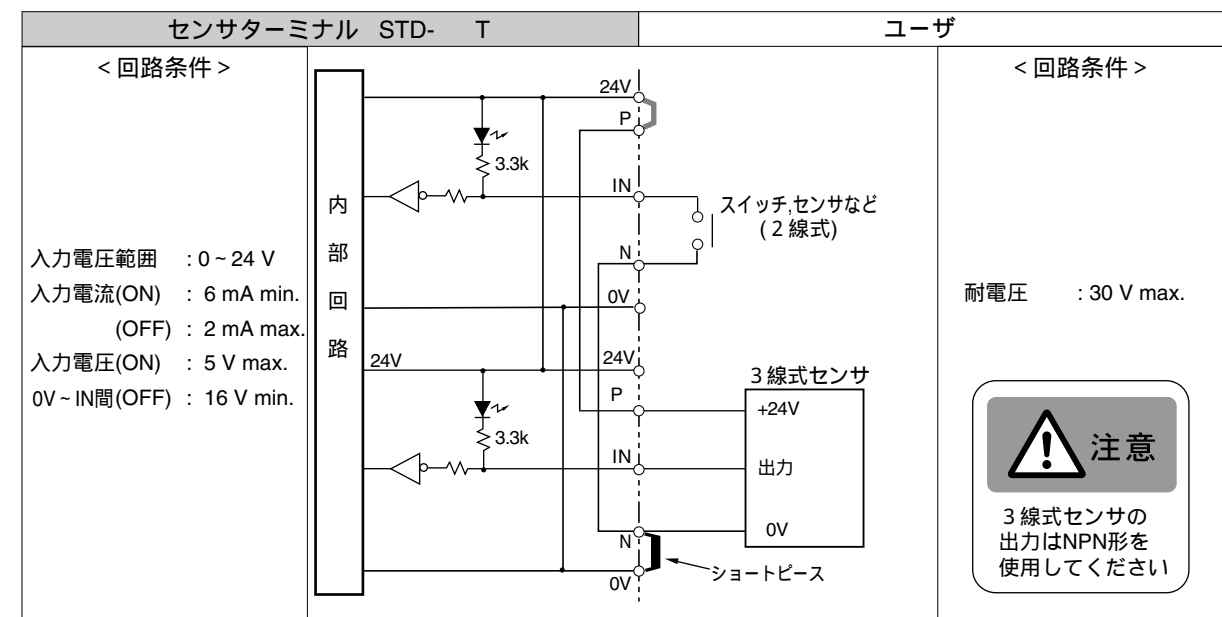 センサターミナル STD- T
ユーザ
<回路条件>
入力電圧範囲 : 0~24 V
入力電流(ON) : 6 mA min.
(OFF) : 2 mA max.
入力電圧(ON) : 5 V max.
0V~IN間(OFF) : 16 V min.
内部回路
24V
P
3.3k
IN
N
0V
スイッチ,センサなど
(2線式)
24V
24V
P
3.3k
IN
N
0V
3線式センサ
+24V
出力
0V
ショートピース
<回路条件>
耐電圧 : 30 V max.
注意
3線式センサの
出力はNPN形を
使用してください